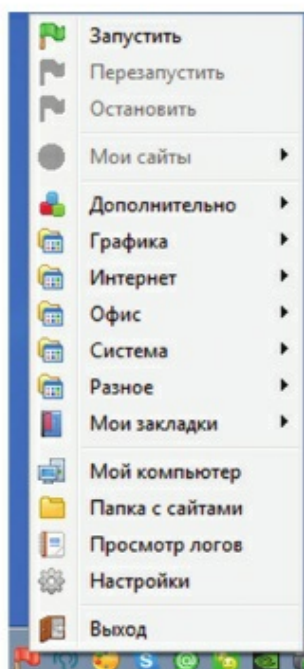 Запустить
Перезапустить
Остановить
Мои сайты
Дополнительно
Графика
Интернет
Офис
Система
Разное
Мои закладки
Мой компьютер
Папка с сайтами
Просмотр логов
Настройки
Выход